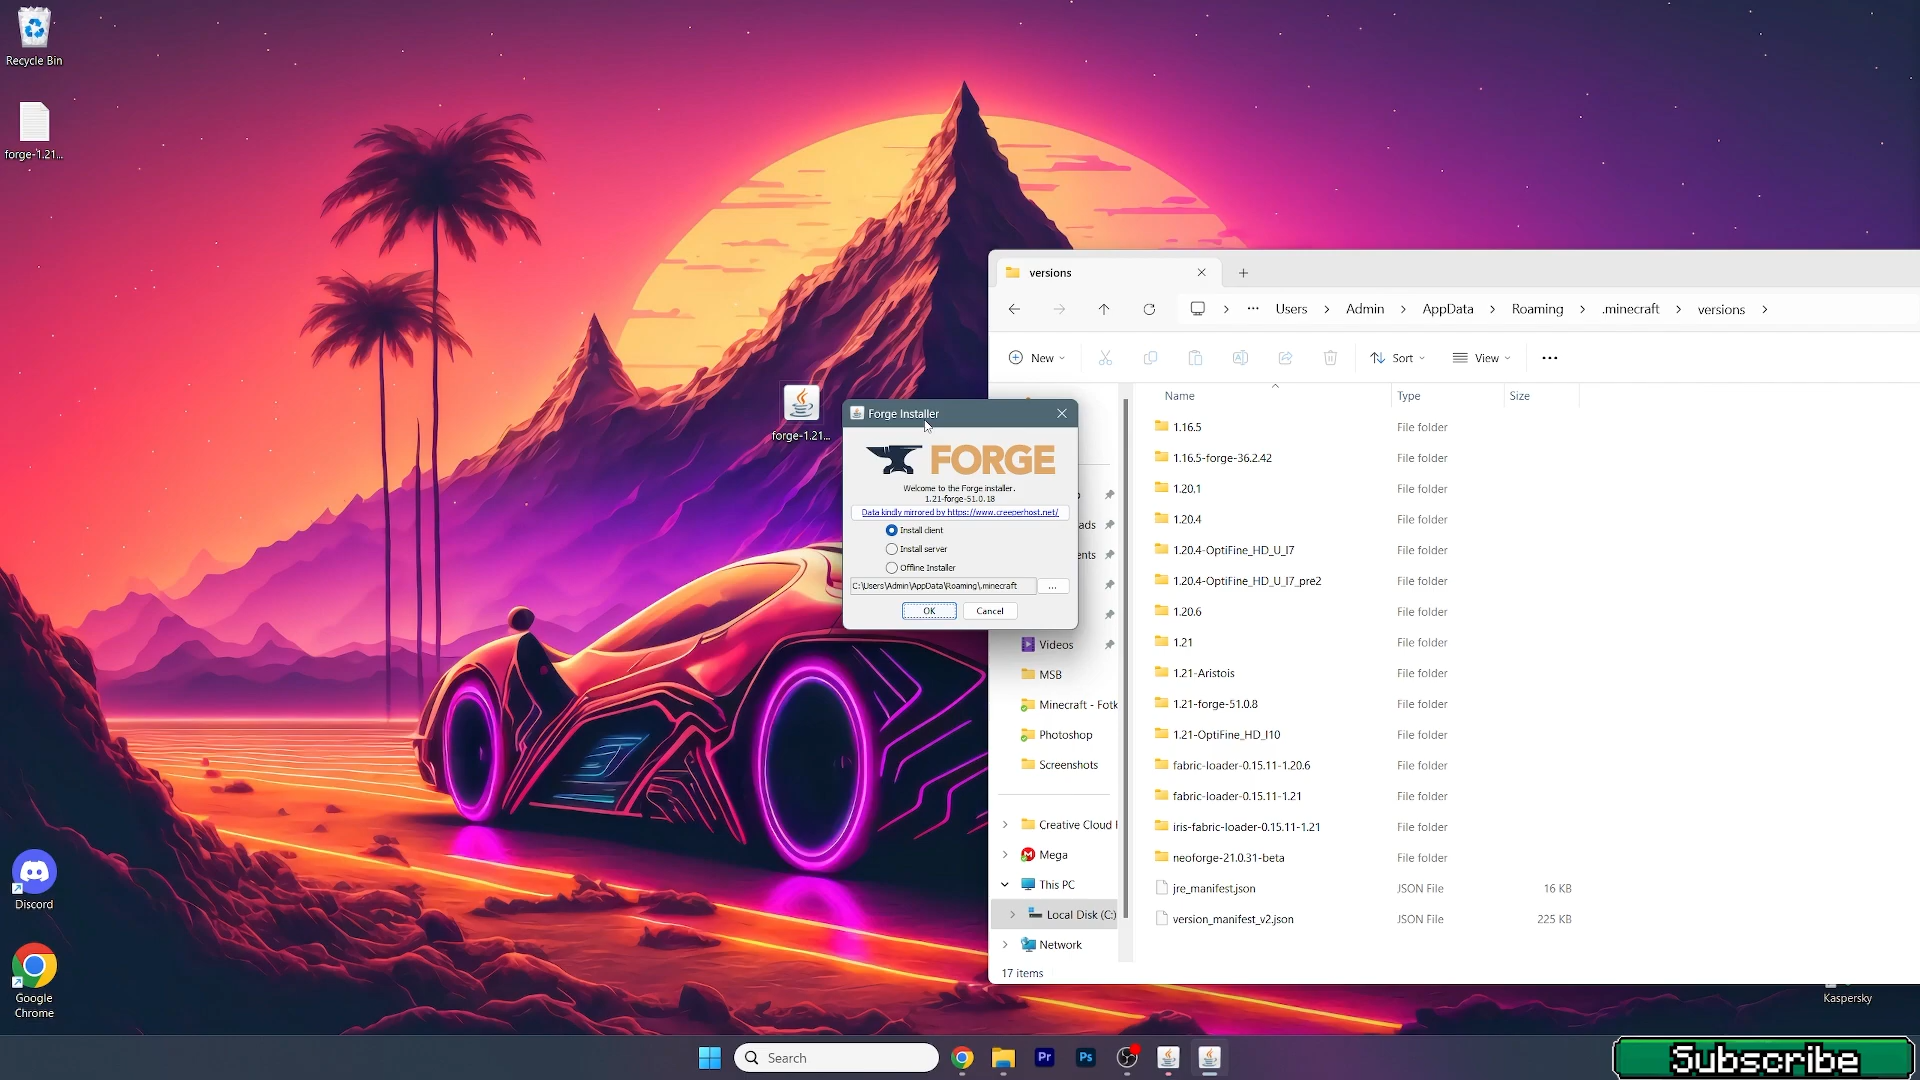 Recycle Bin
forge-1.21...
Discord
Google
Chrome
forge-1.21...
Forge Installer
FORGE
Welcome to the Forge installer.
1.21-forge-51.0.18
Data kindly mirrored by https://www.creeperhost.net/
Install client
Install server
Offline Installer
C:\Users\Admin\AppData\Roaming\.minecraft
...
OK
Cancel
versions
Users
Admin
AppData
Roaming
.minecraft
versions
New
Sort
View
Name
Type
Size
1.16.5
File folder
1.16.5-forge-36.2.42
File folder
1.20.1
File folder
1.20.4
File folder
1.20.4-OptiFine_HD_U_I7
File folder
1.20.4-OptiFine_HD_U_I7_pre2
File folder
1.20.6
File folder
1.21
File folder
1.21-Aristois
File folder
1.21-forge-51.0.8
File folder
1.21-OptiFine_HD_I10
File folder
fabric-loader-0.15.11-1.20.6
File folder
fabric-loader-0.15.11-1.21
File folder
iris-fabric-loader-0.15.11-1.21
File folder
neoforge-21.0.31-beta
File folder
jre_manifest.json
JSON File
16 KB
version_manifest_v2.json
JSON File
225 KB
ads
ents
Videos
MSB
Minecraft - Fotk
Photoshop
Screenshots
Creative Cloud
Mega
This PC
Local Disk (C:)
Network
17 items
Kaspersky
Search
Pr
Ps
Subscribe